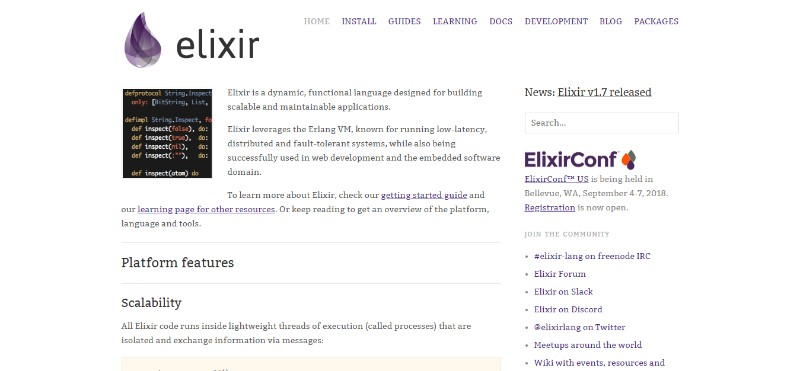 elixir
HOME INSTALL GUIDES LEARNING DOCS DEVELOPMENT BLOG PACKAGES
defprotocol String.Inspect
only: [BitString, List,
defimpl String.Inspect, fo
def inspect(false), do:
def inspect(true), do:
def inspect(nil), do:
def inspect(:""), do:
def inspect(atom) do
Elixir is a dynamic, functional language designed for building
scalable and maintainable applications.
Elixir leverages the Erlang VM, known for running low-latency,
distributed and fault-tolerant systems, while also being
successfully used in web development and the embedded software
domain.
To learn more about Elixir, check our getting started guide and
our learning page for other resources. Or keep reading to get an overview of the platform,
language and tools.
Platform features
Scalability
All Elixir code runs inside lightweight threads of execution (called processes) that are
isolated and exchange information via messages:
News: Elixir v1.7 released
Search...
ElixirConf™
ElixirConf™ US is being held in
Bellevue, WA, September 4-7, 2018.
Registration is now open.
JOIN THE COMMUNITY
• #elixir-lang on freenode IRC
• Elixir Forum
• Elixir on Slack
• Elixir on Discord
• @elixirlang on Twitter
• Meetups around the world
• Wiki with events, resources and